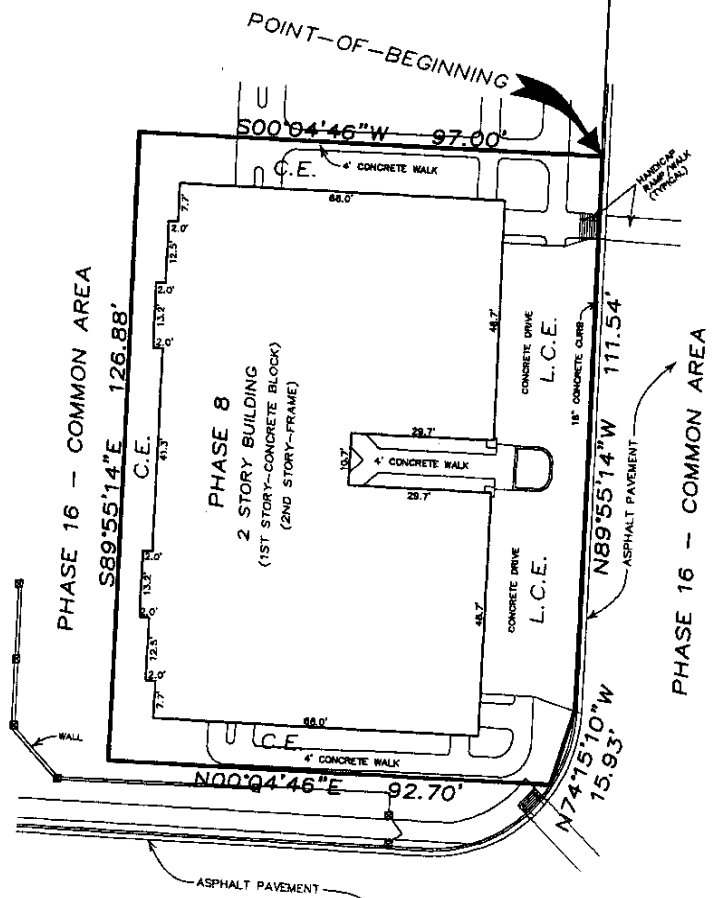 POINT-OF-BEGINNING
S00°04'46"W 97.00'
C.E.
4' CONCRETE WALK
HANDICAP
RAMP/WALK
(TYPICAL)
66.0'
7.7'
2.0'
12.5'
2.0'
13.2'
2.0'
41.3'
2.0'
13.2'
2.0'
12.5'
2.0'
7.7'
PHASE 16 - COMMON AREA
S89°55'14"E 126.88'
C.E.
PHASE 8
2 STORY BUILDING
(1ST STORY-CONCRETE BLOCK)
(2ND STORY-FRAME)
48.7'
29.7'
10.7'
4' CONCRETE WALK
29.7'
48.7'
CONCRETE DRIVE
L.C.E.
CONCRETE DRIVE
L.C.E.
18" CONCRETE CURB
N89°55'14"W 111.54'
ASPHALT PAVEMENT
PHASE 16 - COMMON AREA
66.0'
C.E.
4' CONCRETE WALK
WALL
N00°04'46"E 92.70'
N74°15'10"W
15.93'
ASPHALT PAVEMENT